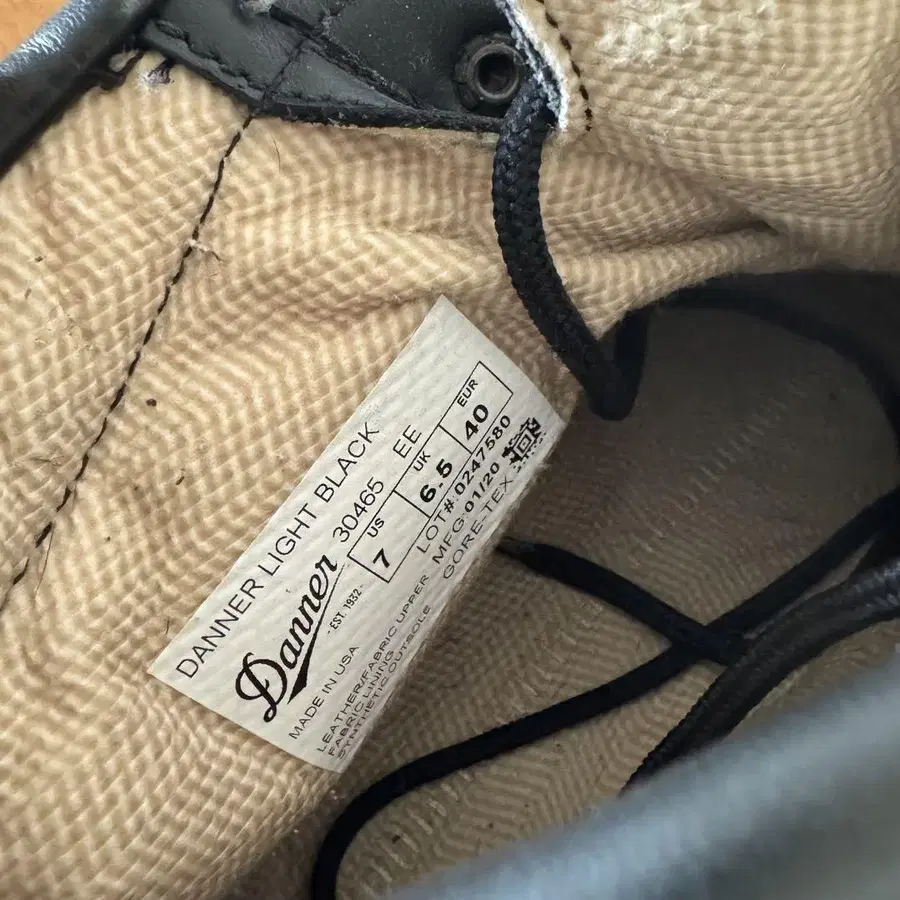 DANNER LIGHT BLACK
Danner
- EST. 1932 -
30465 EE
US UK EUR
7 6.5 40
LOT#:0247580
MFG:01/20
GORE-TEX
MADE IN USA
LEATHER/FABRIC UPPER
FABRIC LINING
SYNTHETIC OUTSOLE